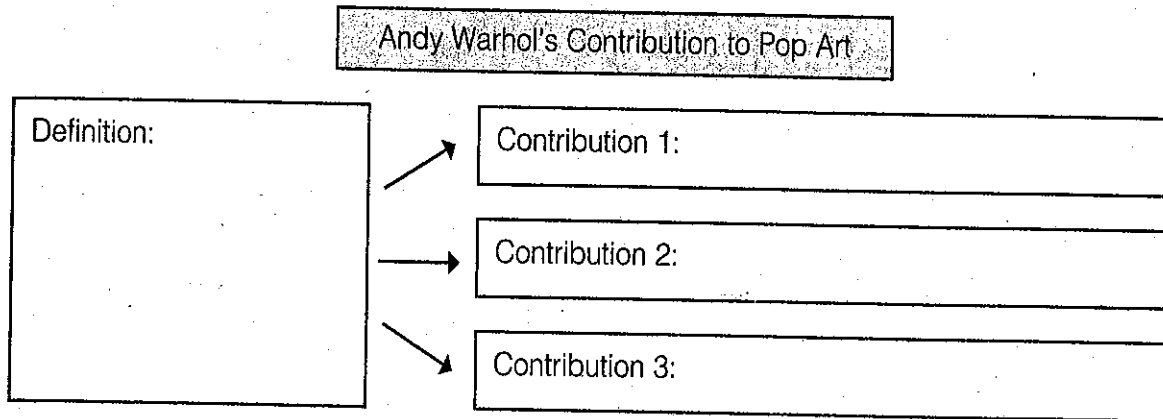 Andy Warhol's Contribution to Pop Art
Definition:
Contribution 1:
Contribution 2:
Contribution 3: